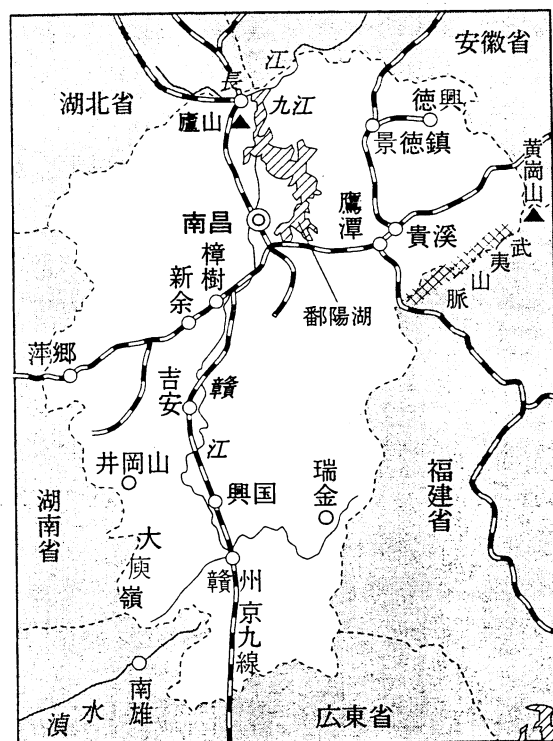 安徽省
江
長
湖北省
九江
徳興
廬山
景徳鎮
黄崗山
南昌
鷹潭
貴溪
武夷山脈
樟樹
新余
鄱陽湖
萍郷
吉安
贛江
井岡山
瑞金
興国
福建省
湖南省
大庾嶺
贛州
京九線
南雄
湞水
広東省